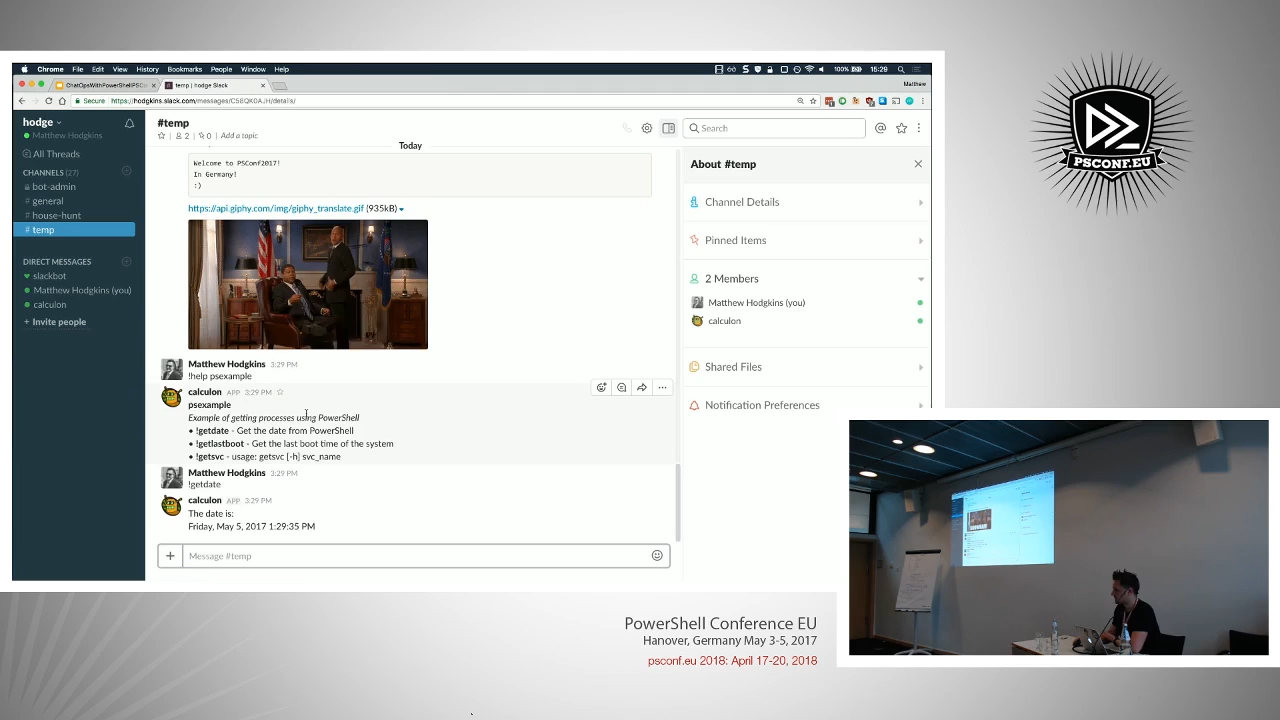 Chrome File Edit View History Bookmarks People Window Help 100% 15:29
ChatOpsWithPowerShellPSC temp | hodge Slack Matthew
Secure https://hodgkins.slack.com/messages/C58QK0AJH/details/
hodge
Matthew Hodgkins
All Threads
CHANNELS (27)
bot-admin
# general
# house-hunt
# temp
DIRECT MESSAGES
slackbot
Matthew Hodgkins (you)
calculon
+ Invite people
#temp
2 0 Add a topic
Search
Today
Welcome to PSConf2017!
In Germany!
:)
https://api.giphy.com/img/giphy_translate.gif (935kB)
Matthew Hodgkins 3:29 PM
!help psexample
calculon APP 3:29 PM
psexample
Example of getting processes using PowerShell
• !getdate - Get the date from PowerShell
• !getlastboot - Get the last boot time of the system
• !getsvc - usage: getsvc [-h] svc_name
Matthew Hodgkins 3:29 PM
!getdate
calculon APP 3:29 PM
The date is:
Friday, May 5, 2017 1:29:35 PM
+ Message #temp
About #temp
Channel Details
Pinned Items
2 Members
Matthew Hodgkins (you)
calculon
Shared Files
Notification Preferences
PSCONF.EU
PowerShell Conference EU
Hanover, Germany May 3-5, 2017
psconf.eu 2018: April 17-20, 2018